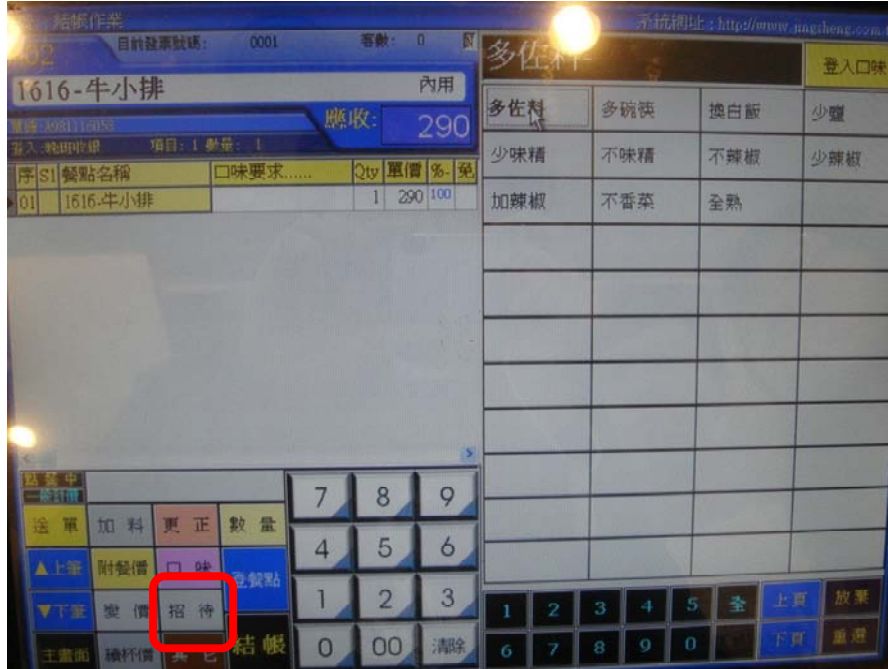 結帳作業
系統網址：http://www.jingsheng.com.t
02 目前發票號碼: 0001 客數: 0
多佐料
登入口味
1616-牛小排 內用
應收: 290
項目: 1 數量: 1
序 S1 餐點名稱 口味要求...... Qty 單價 %- 免
01 1616-牛小排 1 290 100
多佐料 多碗筷 換白飯 少鹽
少味精 不味精 不辣椒 少辣椒
加辣椒 不香菜 全熟
點餐中
送單 加料 更正 數量
▲上筆 附餐價 口味 登餐點
▼下筆 變價 招待
主畫面 續杯價 其它 結帳
7 8 9
4 5 6
1 2 3
0 00 清除
1 2 3 4 5 全 上頁 放棄
6 7 8 9 0 下頁 重選